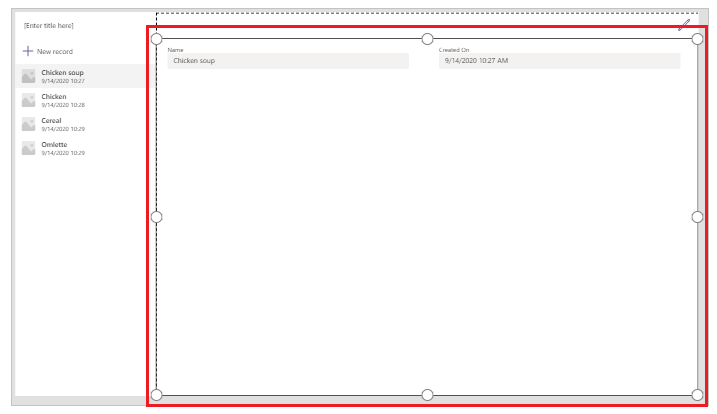 [Enter title here]
New record
Chicken soup
9/14/2020 10:27
Chicken
9/14/2020 10:28
Cereal
9/14/2020 10:29
Omlette
9/14/2020 10:29
Name
Created On
Chicken soup
9/14/2020 10:27 AM